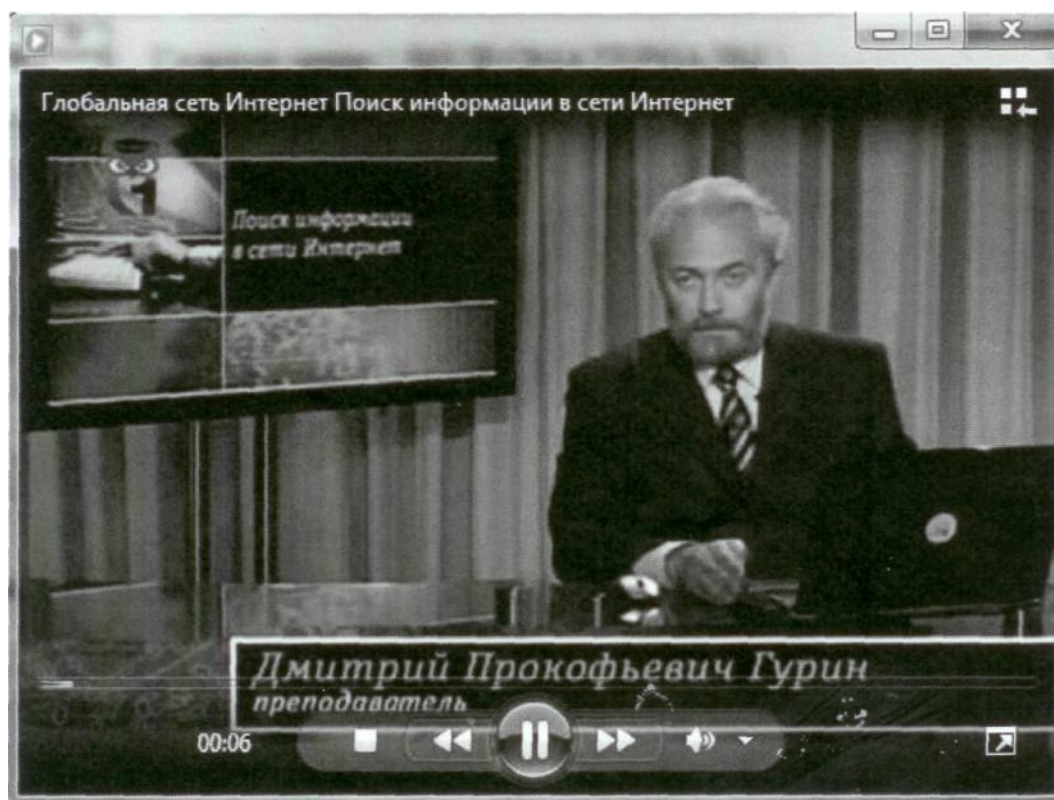 Глобальная сеть Интернет Поиск информации в сети Интернет
Поиск информации
в сети Интернет
Дмитрий Прокофьевич Гурин
преподаватель
00:06